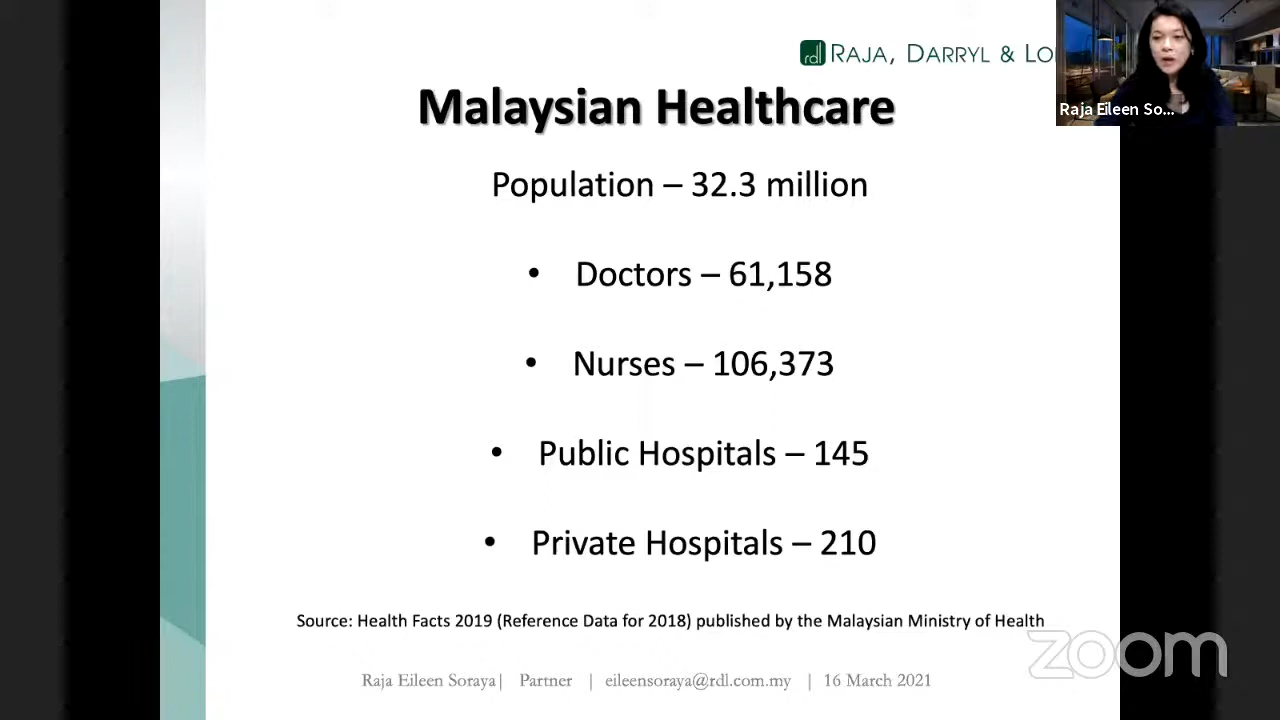 rdl RAJA, DARRYL & LO
Raja Eileen So...
Malaysian Healthcare
Population – 32.3 million
• Doctors – 61,158
• Nurses – 106,373
• Public Hospitals – 145
• Private Hospitals – 210
Source: Health Facts 2019 (Reference Data for 2018) published by the Malaysian Ministry of Health
zoom
Raja Eileen Soraya| Partner | eileensoraya@rdl.com.my | 16 March 2021